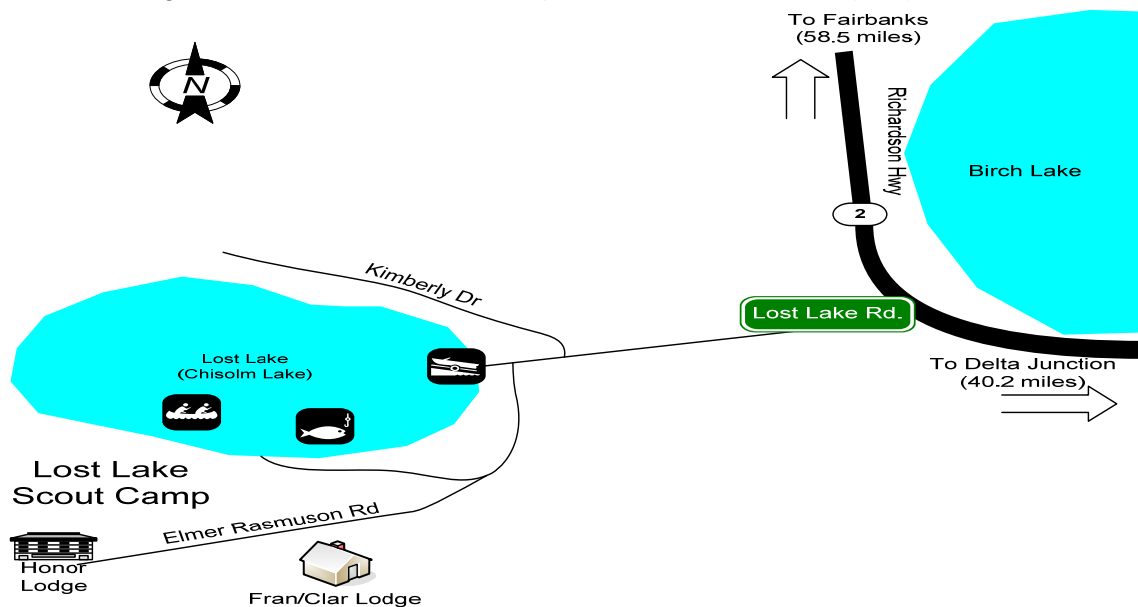 To Fairbanks
(58.5 miles)
N
Richardson Hwy
Birch Lake
2
Kimberly Dr
Lost Lake Rd.
Lost Lake
(Chisolm Lake)
To Delta Junction
(40.2 miles)
Lost Lake
Scout Camp
Elmer Rasmuson Rd
Honor
Lodge
Fran/Clar Lodge